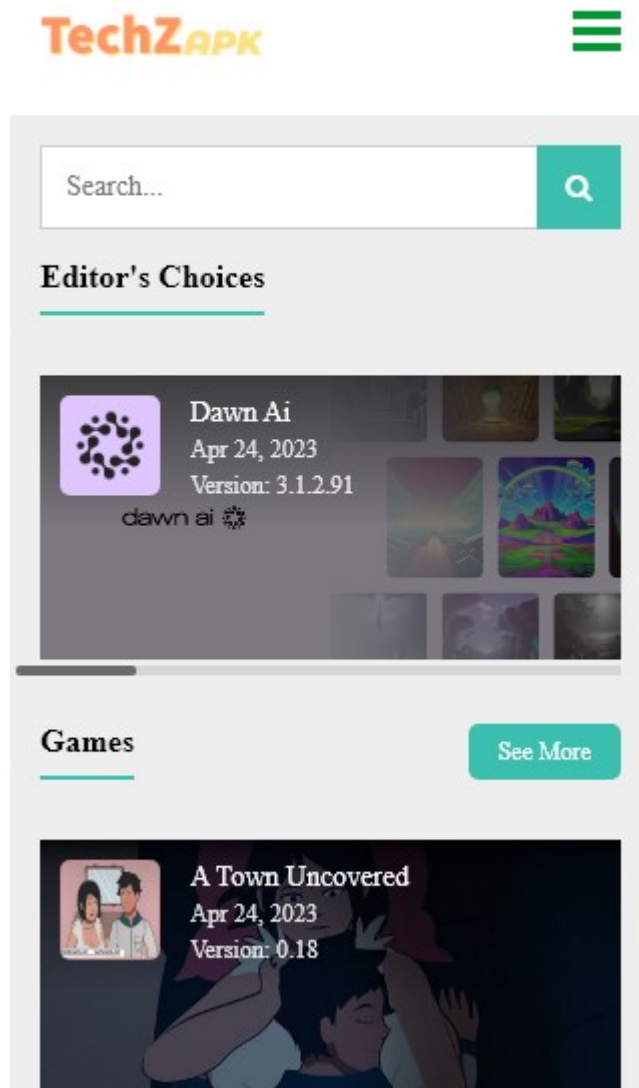 TechZAPK
Search...
Editor's Choices
Dawn Ai
Apr 24, 2023
Version: 3.1.2.91
dawn ai
Games
See More
A Town Uncovered
Apr 24, 2023
Version: 0.18